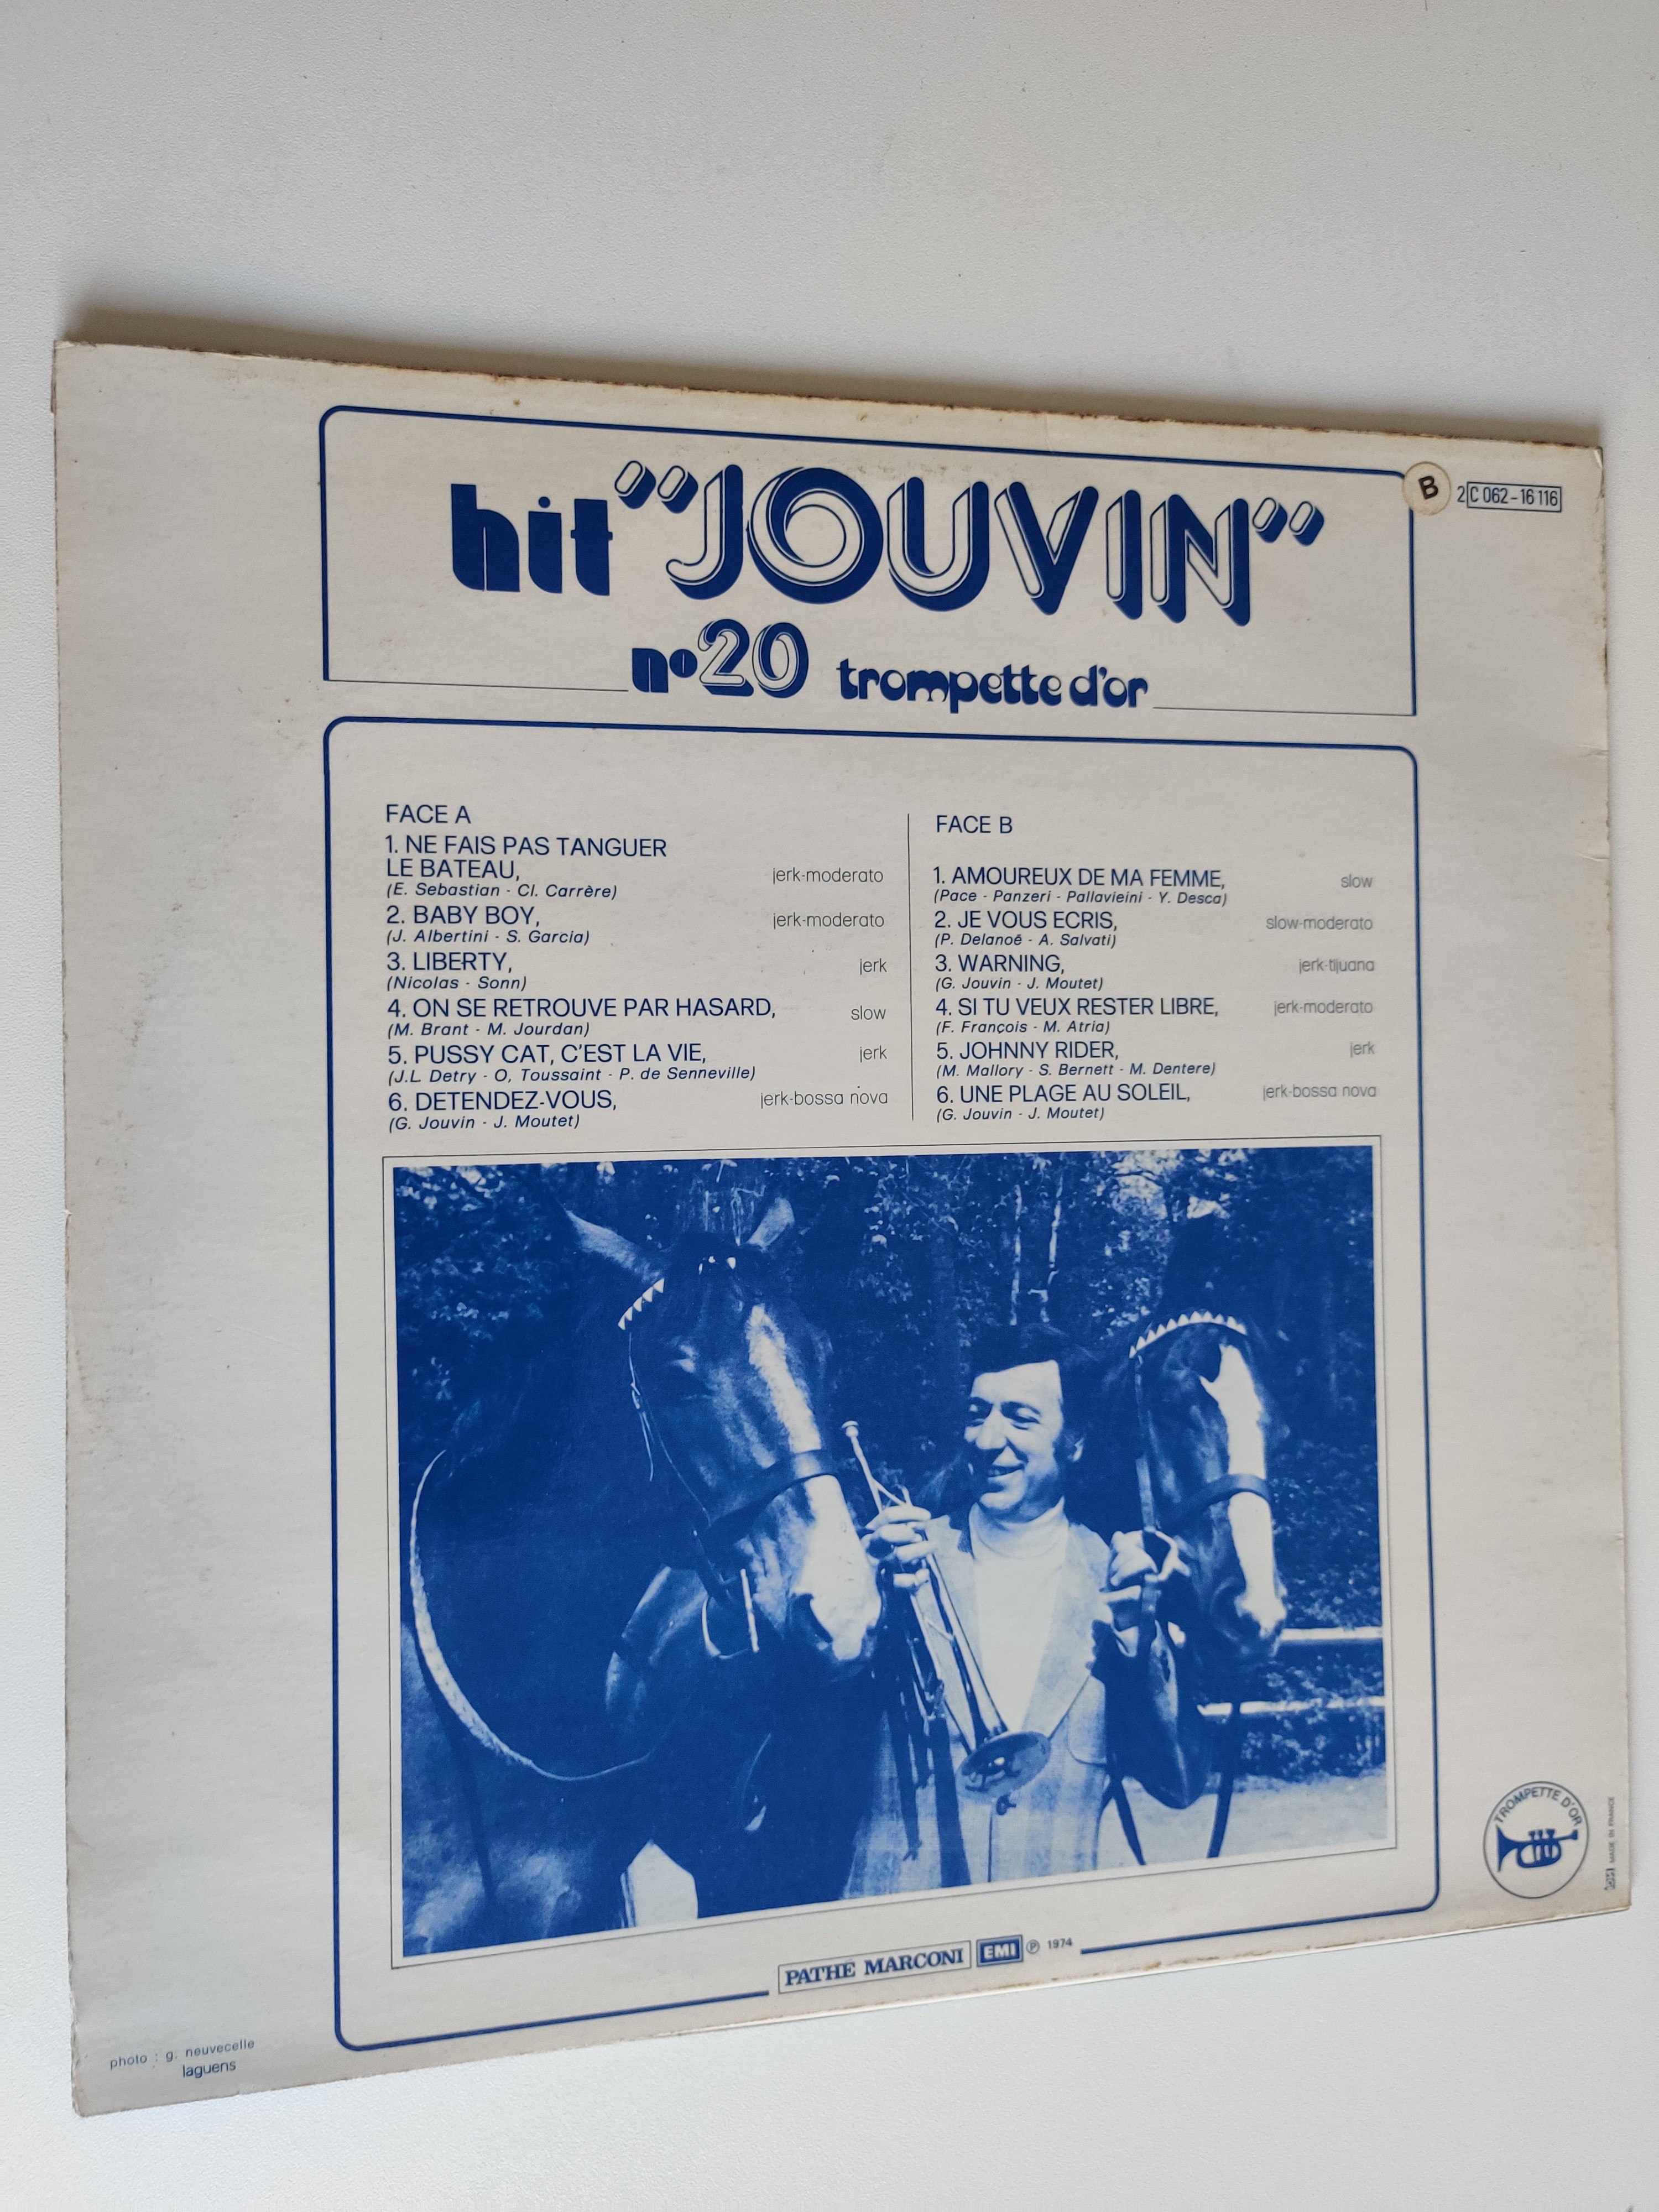 hit "JOUVIN"
n°20 trompette d'or
B
2 C 062-16 116
FACE A
1. NE FAIS PAS TANGUER
LE BATEAU, jerk-moderato
(E. Sebastian - Cl. Carrère)
2. BABY BOY, jerk-moderato
(J. Albertini - S. Garcia)
3. LIBERTY, jerk
(Nicolas - Sonn)
4. ON SE RETROUVE PAR HASARD, slow
(M. Brant - M. Jourdan)
5. PUSSY CAT, C'EST LA VIE, jerk
(J.L. Detry - O, Toussaint - P. de Senneville)
6. DETENDEZ-VOUS, jerk-bossa nova
(G. Jouvin - J. Moutet)
FACE B
1. AMOUREUX DE MA FEMME, slow
(Pace - Panzeri - Pallavieini - Y. Desca)
2. JE VOUS ECRIS, slow-moderato
(P. Delanoê - A. Salvati)
3. WARNING, jerk-tijuana
(G. Jouvin - J. Moutet)
4. SI TU VEUX RESTER LIBRE, jerk-moderato
(F. François - M. Atria)
5. JOHNNY RIDER, jerk
(M. Mallory - S. Bernett - M. Dentere)
6. UNE PLAGE AU SOLEIL, jerk-bossa nova
(G. Jouvin - J. Moutet)
TROMPETTE D'OR
MADE IN FRANCE
PATHE MARCONI EMI ℗ 1974
photo : g. neuvecelle
laguens